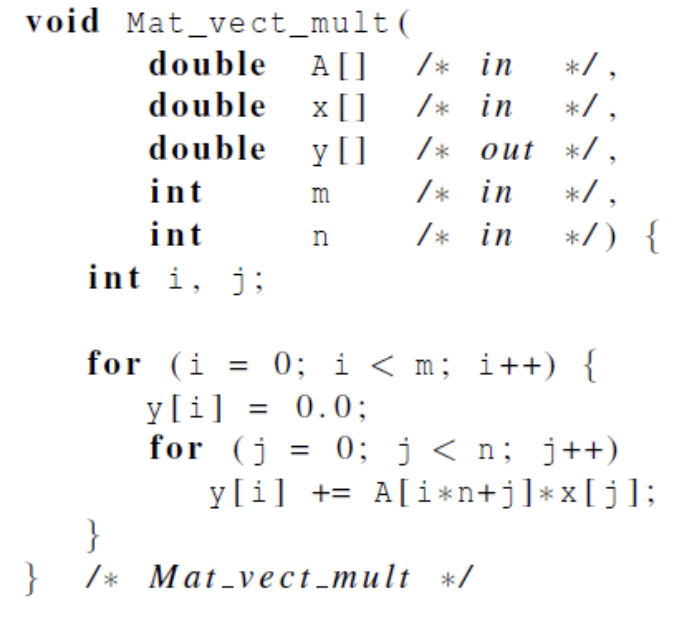 void Mat_vect_mult(
      double  A[]  /* in  */,
      double  x[]  /* in  */,
      double  y[]  /* out */,
      int     m    /* in  */,
      int     n    /* in  */) {
   int i, j;

   for (i = 0; i < m; i++) {
      y[i] = 0.0;
      for (j = 0; j < n; j++)
         y[i] += A[i*n+j]*x[j];
   }
}  /* Mat_vect_mult */